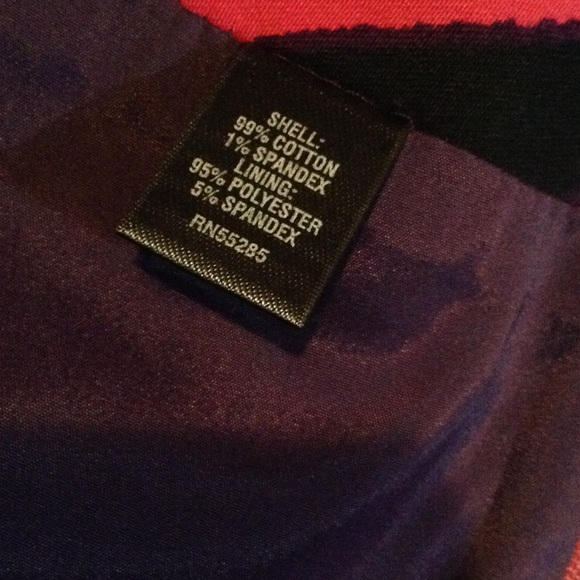 SHELL:
99% COTTON
1% SPANDEX
LINING:
95% POLYESTER
5% SPANDEX
RN55285